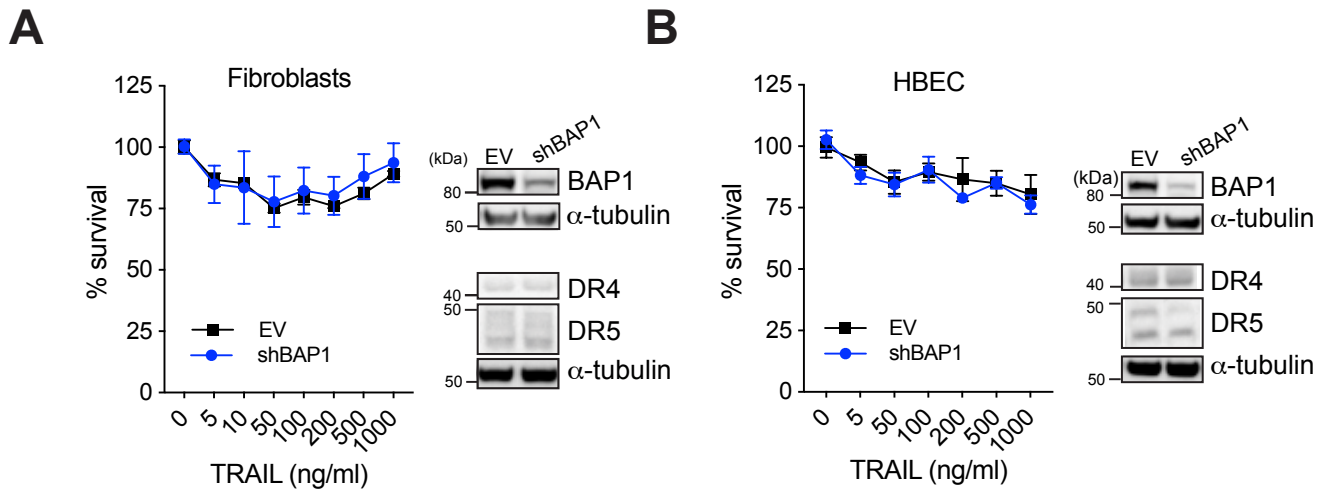 A
Fibroblasts
125
100
75
50
25
0
% survival
EV
shBAP1
0 5 10 50 100 200 500 1000
TRAIL (ng/ml)
(kDa) EV shBAP1
80 BAP1
50 α-tubulin
40 DR4
50 DR5
50 α-tubulin
B
HBEC
125
100
75
50
25
0
% survival
EV
shBAP1
0 5 50 100 200 500 1000
TRAIL (ng/ml)
(kDa) EV shBAP1
80 BAP1
50 α-tubulin
40 DR4
50 DR5
50 α-tubulin